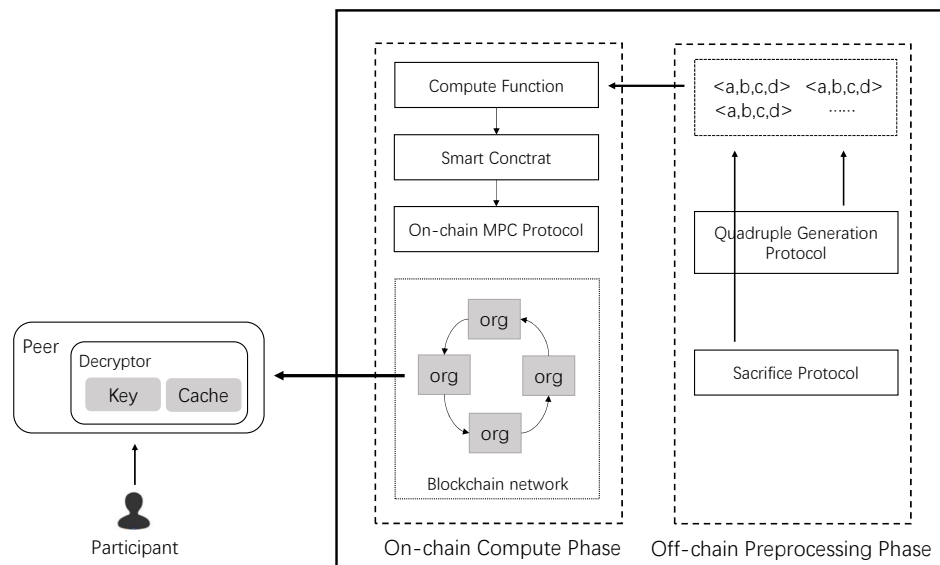 Compute Function
Smart Conctrat
On-chain MPC Protocol
org
org
org
org
Blockchain network
On-chain Compute Phase
<a,b,c,d> <a,b,c,d>
<a,b,c,d> ......
Quadruple Generation
Protocol
Sacrifice Protocol
Off-chain Preprocessing Phase
Peer
Decryptor
Key Cache
Participant